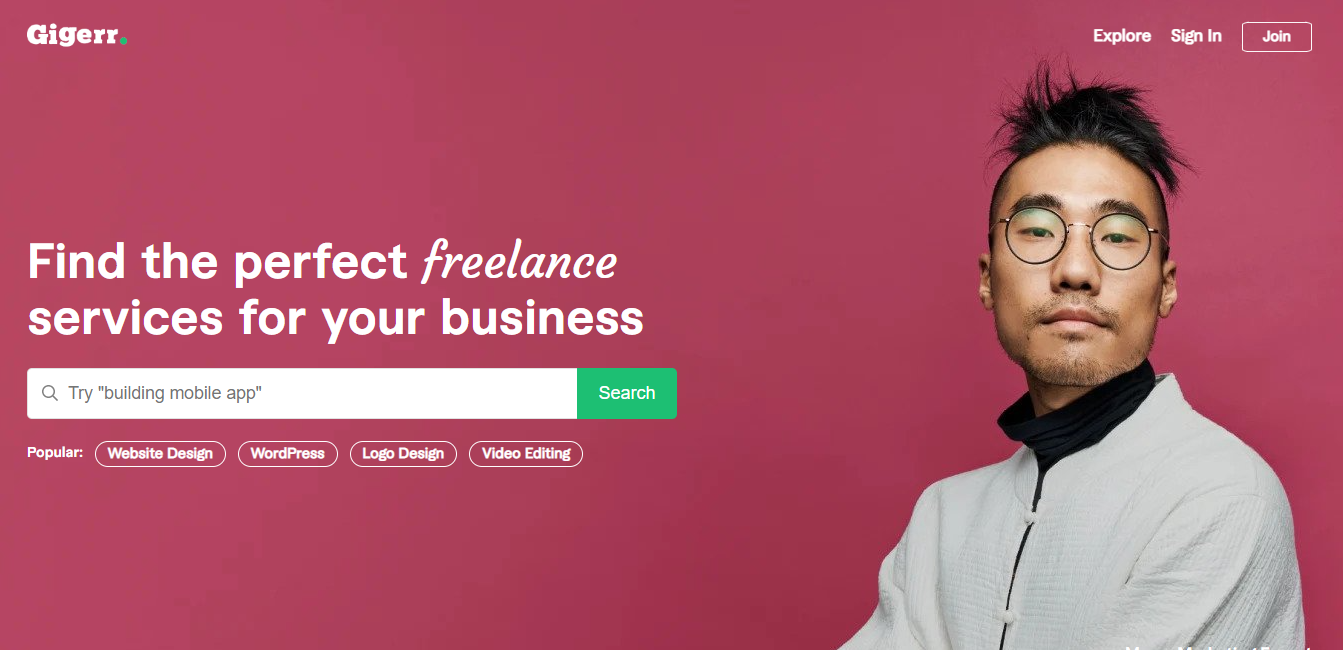 Gigerr.
Explore Sign In Join
Find the perfect freelance
services for your business
Try "building mobile app" Search
Popular: Website Design WordPress Logo Design Video Editing